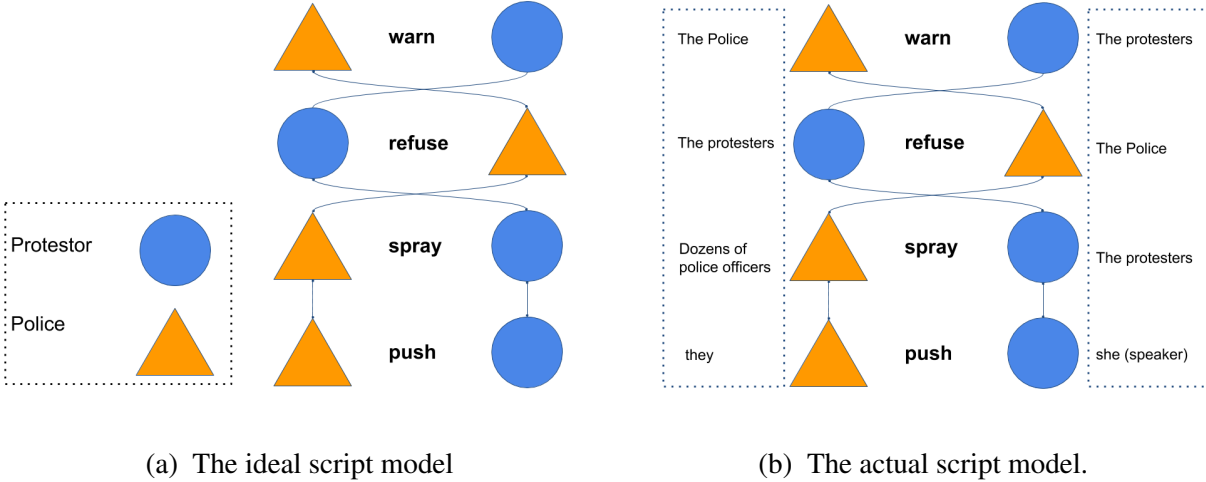 warn
refuse
Protestor
spray
Police
push
(a) The ideal script model
The Police
warn
The protesters
The protesters
refuse
The Police
Dozens of
police officers
spray
The protesters
they
push
she (speaker)
(b) The actual script model.